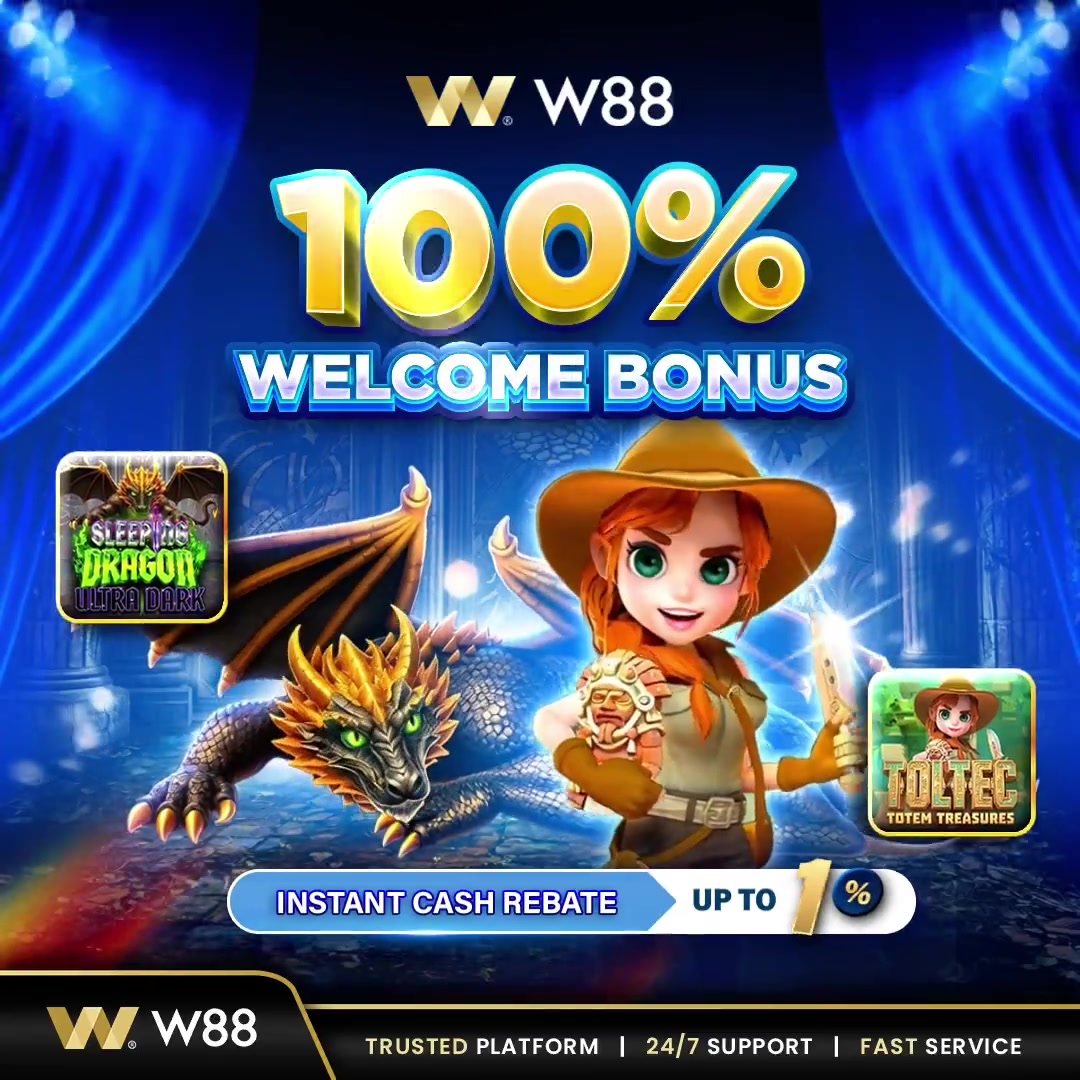 W88
100%
WELCOME BONUS
SLEEPING
DRAGON
ULTRA DARK
TOLTEC
TOTEM TREASURES
INSTANT CASH REBATE UP TO 1%
W88
TRUSTED PLATFORM | 24/7 SUPPORT | FAST SERVICE